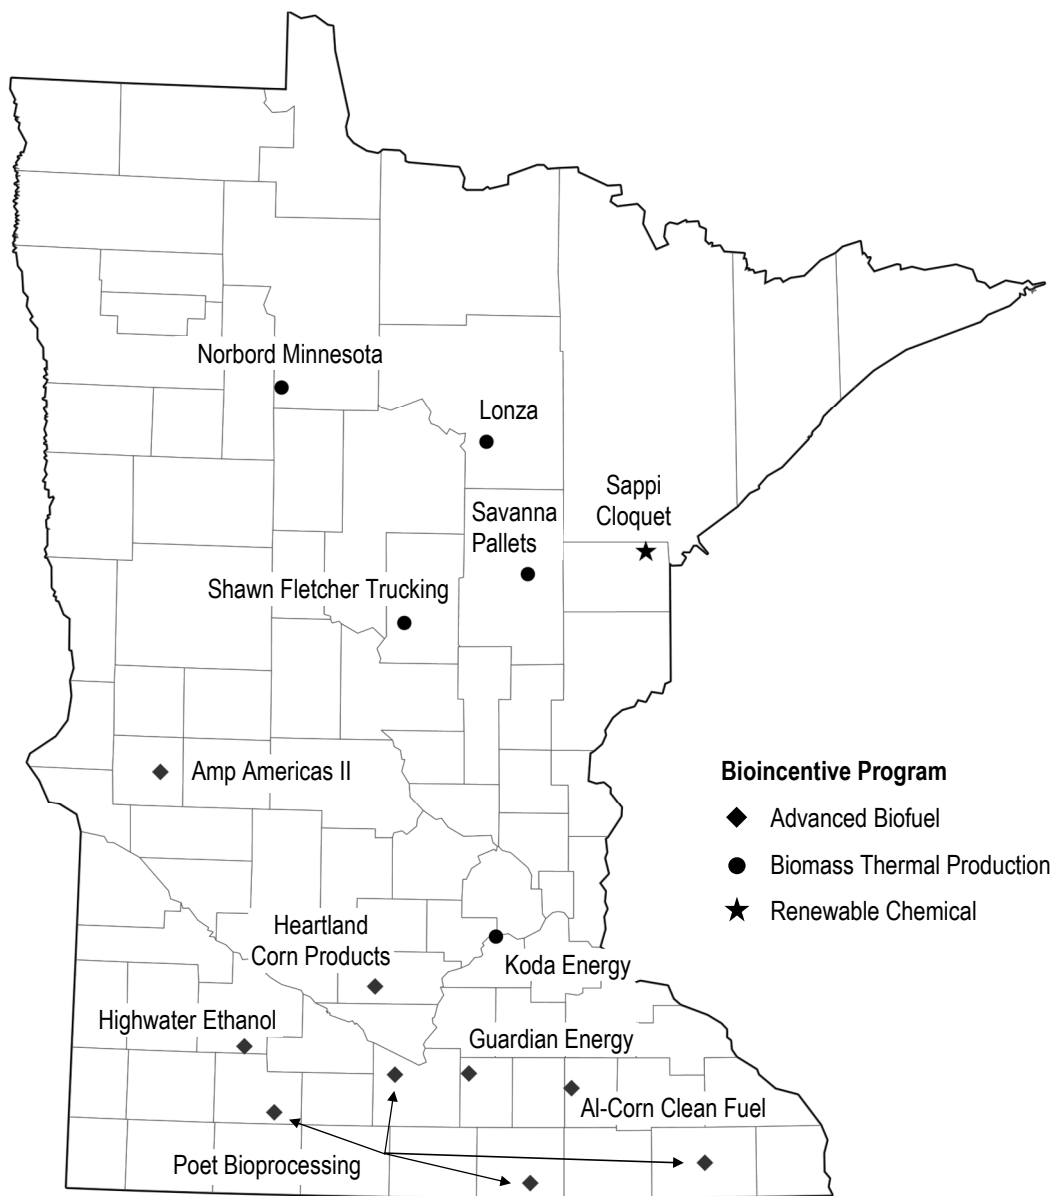 Norbord Minnesota
Lonza
Sappi
Cloquet
Savanna
Pallets
Shawn Fletcher Trucking
Amp Americas II
Bioincentive Program
Advanced Biofuel
Biomass Thermal Production
Renewable Chemical
Heartland
Corn Products
Koda Energy
Highwater Ethanol
Guardian Energy
Al-Corn Clean Fuel
Poet Bioprocessing